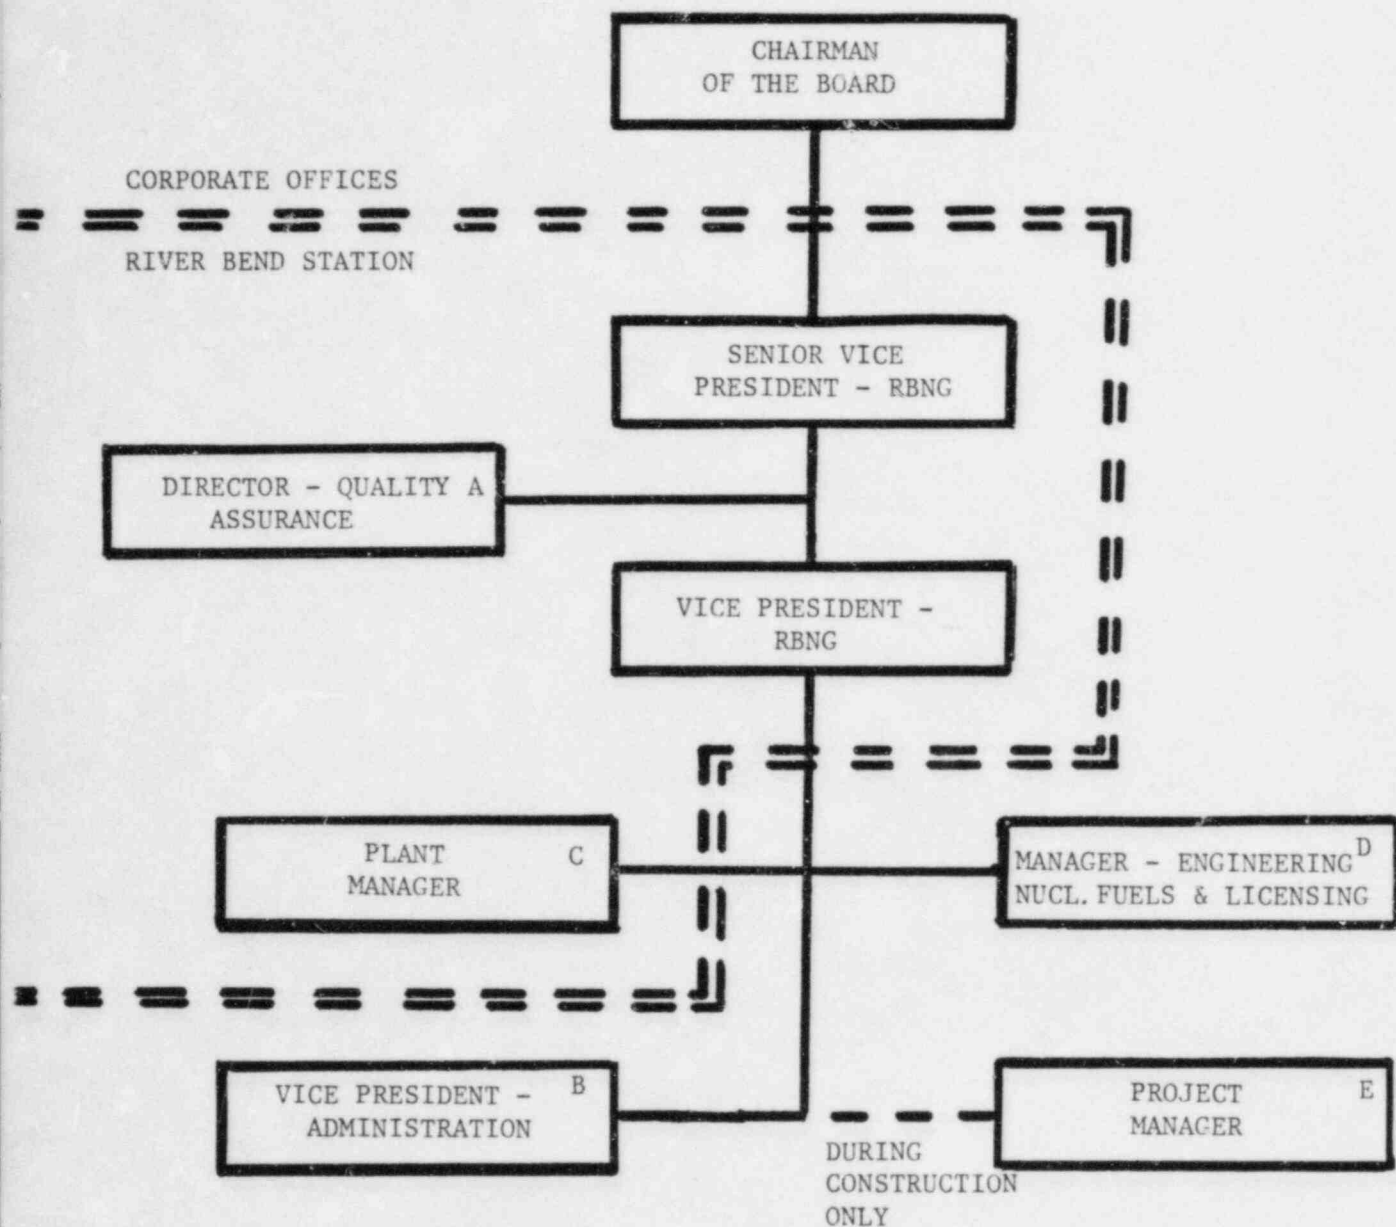 CHAIRMAN
OF THE BOARD
CORPORATE OFFICES
RIVER BEND STATION
SENIOR VICE
PRESIDENT - RBNG
DIRECTOR - QUALITY A
ASSURANCE
VICE PRESIDENT -
RBNG
PLANT C
MANAGER
MANAGER - ENGINEERING D
NUCL. FUELS & LICENSING
VICE PRESIDENT - B
ADMINISTRATION
PROJECT E
MANAGER
DURING
CONSTRUCTION
ONLY